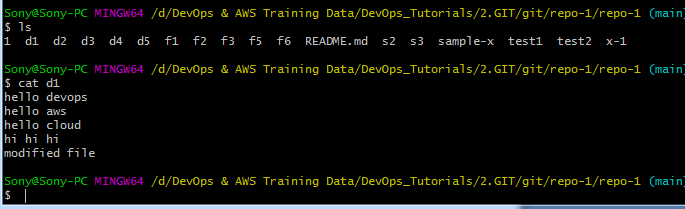 Sony@Sony-PC MINGW64 /d/DevOps & AWS Training Data/DevOps_Tutorials/2.GIT/git/repo-1/repo-1 (main)
$ ls
1 d1 d2 d3 d4 d5 f1 f2 f3 f5 f6 README.md s2 s3 sample-x test1 test2 x-1
Sony@Sony-PC MINGW64 /d/DevOps & AWS Training Data/DevOps_Tutorials/2.GIT/git/repo-1/repo-1 (main)
$ cat d1
hello devops
hello aws
hello cloud
hi hi hi
modified file
Sony@Sony-PC MINGW64 /d/DevOps & AWS Training Data/DevOps_Tutorials/2.GIT/git/repo-1/repo-1 (main)
$